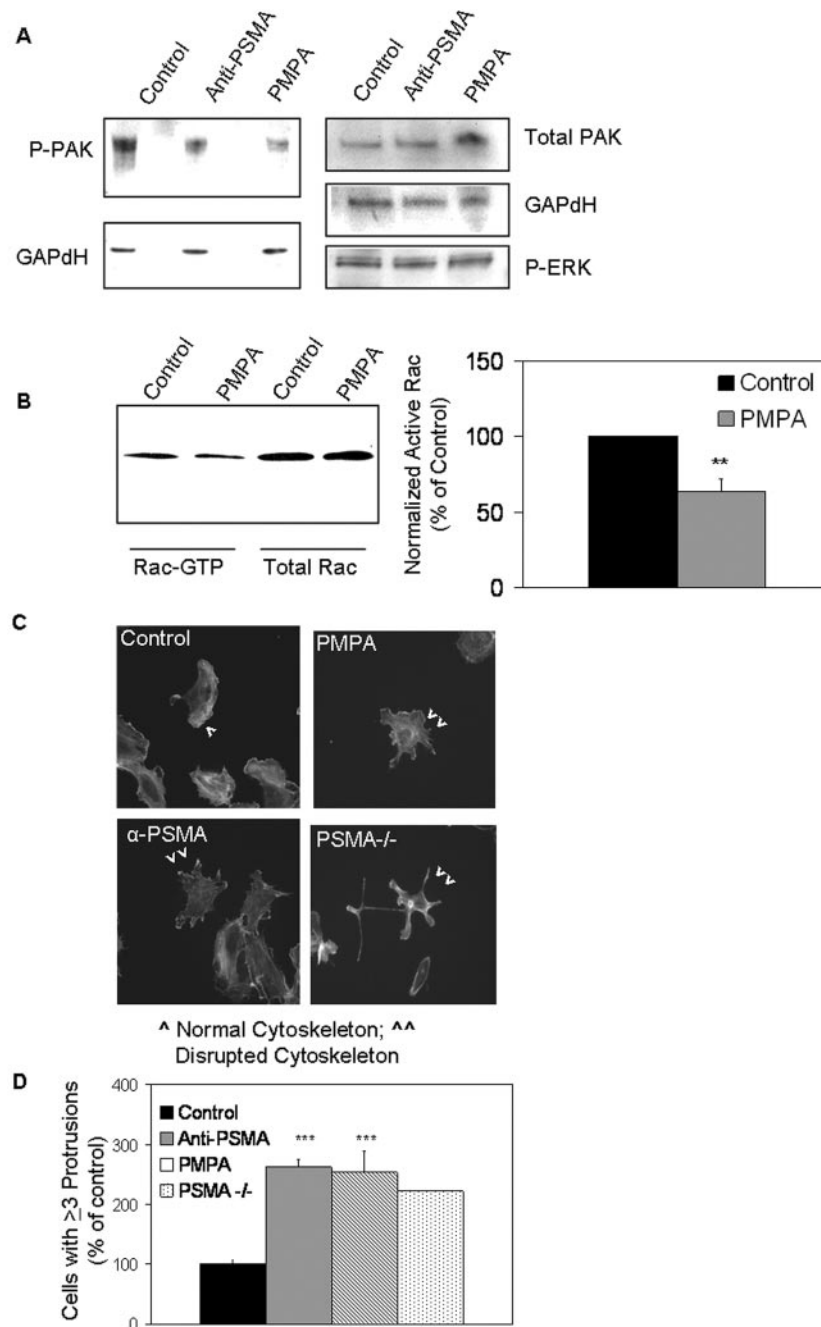 A
Control
Anti-PSMA
PMPA
Control
Anti-PSMA
PMPA
P-PAK
Total PAK
GAPdH
GAPdH
P-ERK
B
Control
PMPA
Control
PMPA
Rac-GTP
Total Rac
Normalized Active Rac
(% of Control)
150
100
50
0
Control
PMPA
**
C
Control
PMPA
α-PSMA
PSMA-/-
^ Normal Cytoskeleton; ^^
Disrupted Cytoskeleton
D
Cells with ≥3 Protrusions
(% of control)
400
300
200
100
0
Control
Anti-PSMA
PMPA
PSMA -/-
***
***